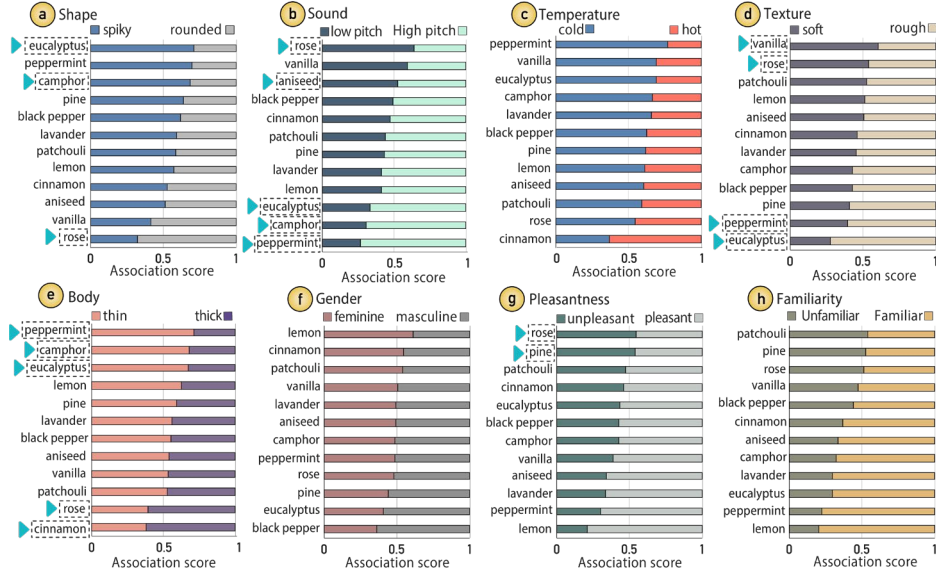 a Shape
spiky rounded
eucalyptus
peppermint
camphor
pine
black pepper
lavander
patchouli
lemon
cinnamon
aniseed
vanilla
rose
0 0.5 1
Association score
b Sound
low pitch High pitch
rose
vanilla
aniseed
black pepper
cinnamon
patchouli
pine
lavander
lemon
eucalyptus
camphor
peppermint
0 0.5 1
Association score
c Temperature
cold hot
peppermint
vanilla
eucalyptus
camphor
lavander
black pepper
pine
lemon
aniseed
patchouli
rose
cinnamon
0 0.5 1
Association score
d Texture
soft rough
vanilla
rose
patchouli
lemon
aniseed
cinnamon
lavander
camphor
black pepper
pine
peppermint
eucalyptus
0 0.5 1
Association score
e Body
thin thick
peppermint
camphor
eucalyptus
lemon
pine
lavander
black pepper
aniseed
vanilla
patchouli
rose
cinnamon
0 0.5 1
Association score
f Gender
feminine masculine
lemon
cinnamon
patchouli
vanilla
lavander
aniseed
camphor
peppermint
rose
pine
eucalyptus
black pepper
0 0.5 1
Association score
g Pleasantness
unpleasant pleasant
rose
pine
patchouli
cinnamon
eucalyptus
black pepper
camphor
vanilla
aniseed
lavander
peppermint
lemon
0 0.5 1
Association score
h Familiarity
Unfamiliar Familiar
patchouli
pine
rose
vanilla
black pepper
cinnamon
aniseed
camphor
lavander
eucalyptus
peppermint
lemon
0 0.5 1
Association score